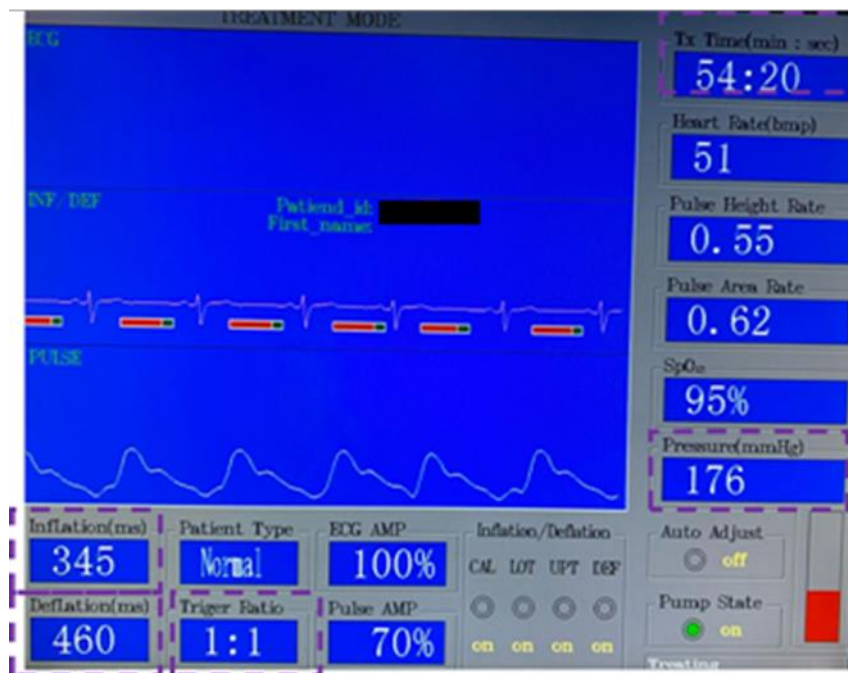 TREATMENT MODE
ECG
Tx Time(min : sec)
54:20
Heart Rate(bmp)
51
INF/DEF
Patiend_id:
First_name:
Pulse Height Rate
0.55
Pulse Area Rate
0.62
PULSE
SpO₂
95%
Pressure(mmHg)
176
Inflation(ms)
345
Patient Type
Normal
ECG AMP
100%
Inflation/Deflation
CAL LOT UPT DEF
on on on on
Auto Adjust
off
Deflation(ms)
460
Triger Ratio
1:1
Pulse AMP
70%
Pump State
on
Treating